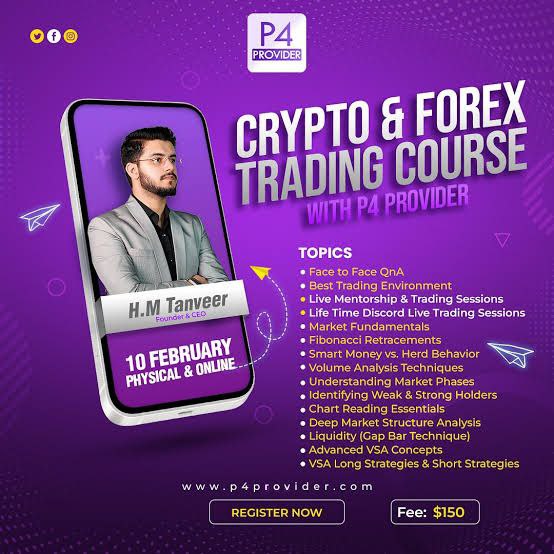 P4
PROVIDER
CRYPTO & FOREX
TRADING COURSE
WITH P4 PROVIDER
H.M Tanveer
Founder & CEO
10 FEBRUARY
PHYSICAL & ONLINE
TOPICS
Face to Face QnA
Best Trading Environment
Live Mentorship & Trading Sessions
Life Time Discord Live Trading Sessions
Market Fundamentals
Fibonacci Retracements
Smart Money vs. Herd Behavior
Volume Analysis Techniques
Understanding Market Phases
Identifying Weak & Strong Holders
Chart Reading Essentials
Deep Market Structure Analysis
Liquidity (Gap Bar Technique)
Advanced VSA Concepts
VSA Long Strategies & Short Strategies
www.p4provider.com
REGISTER NOW
Fee: $150